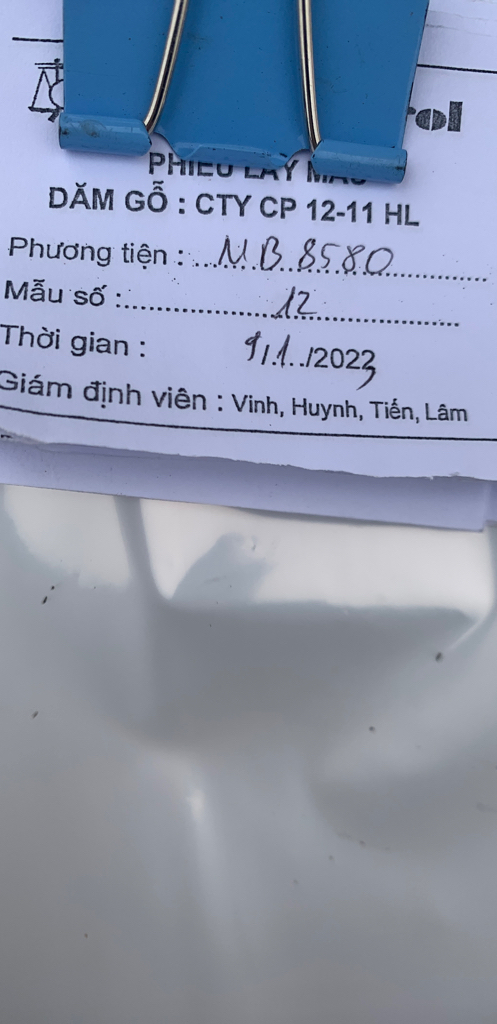 rol
PHIẾU LẤY MẪU
DĂM GỖ : CTY CP 12-11 HL
Phương tiện : NB 8580
Mẫu số : 12
Thời gian : 9/1/2023
Giám định viên : Vinh, Huynh, Tiến, Lâm